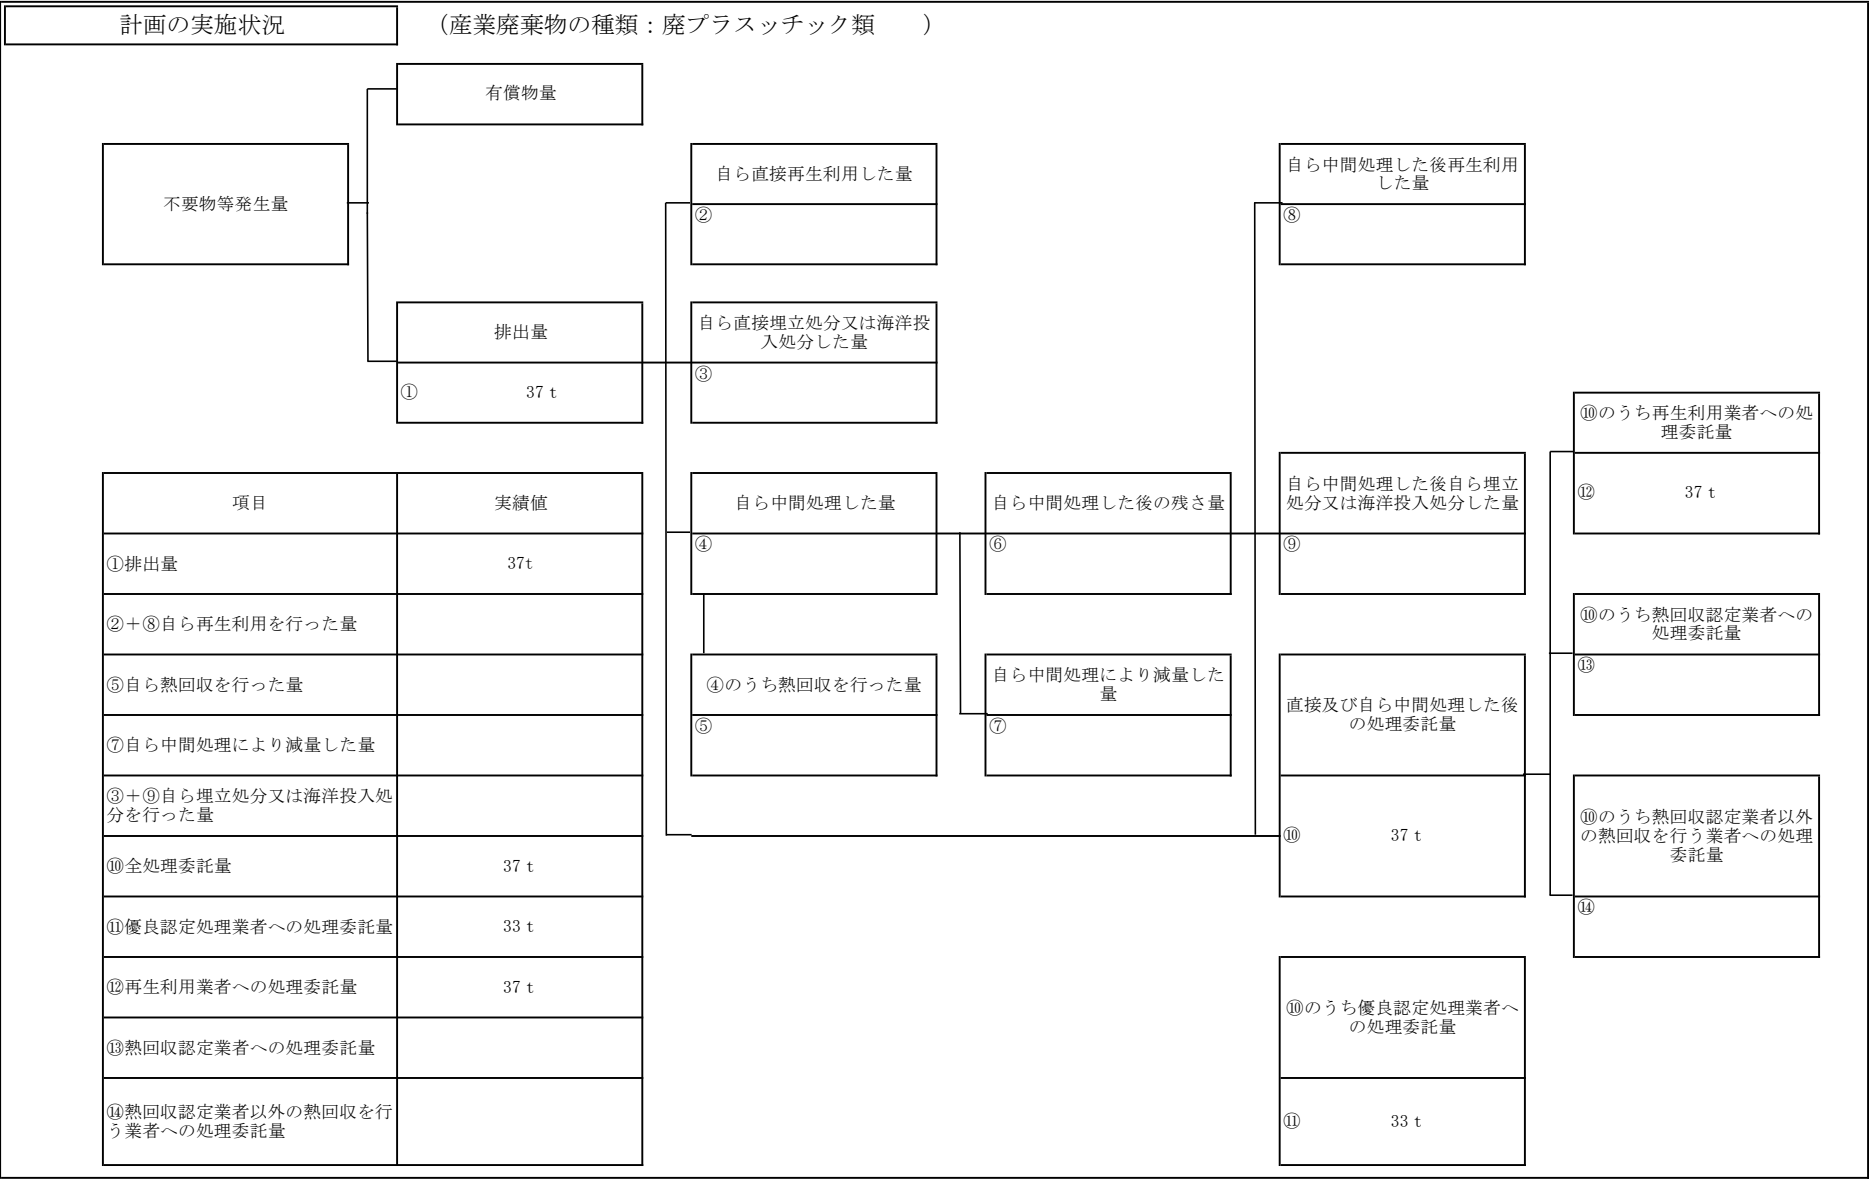 計画の実施状況
（産業廃棄物の種類：廃プラスッチック類　　）
有償物量
不要物等発生量
自ら直接再生利用した量
②
自ら中間処理した後再生利用
した量
⑧
排出量
①　37ｔ
自ら直接埋立処分又は海洋投
入処分した量
③
⑩のうち再生利用業者への処
理委託量
⑫　37ｔ
項目
実績値
①排出量
37t
②＋⑧自ら再生利用を行った量
⑤自ら熱回収を行った量
⑦自ら中間処理により減量した量
③＋⑨自ら埋立処分又は海洋投入処
分を行った量
⑩全処理委託量
37ｔ
⑪優良認定処理業者への処理委託量
33ｔ
⑫再生利用業者への処理委託量
37ｔ
⑬熱回収認定業者への処理委託量
⑭熱回収認定業者以外の熱回収を行
う業者への処理委託量
自ら中間処理した量
④
自ら中間処理した後の残さ量
⑥
自ら中間処理した後自ら埋立
処分又は海洋投入処分した量
⑨
④のうち熱回収を行った量
⑤
自ら中間処理により減量した
量
⑦
直接及び自ら中間処理した後
の処理委託量
⑩　37ｔ
⑩のうち熱回収認定業者への
処理委託量
⑬
⑩のうち熱回収認定業者以外
の熱回収を行う業者への処理
委託量
⑭
⑩のうち優良認定処理業者へ
の処理委託量
⑪　33ｔ